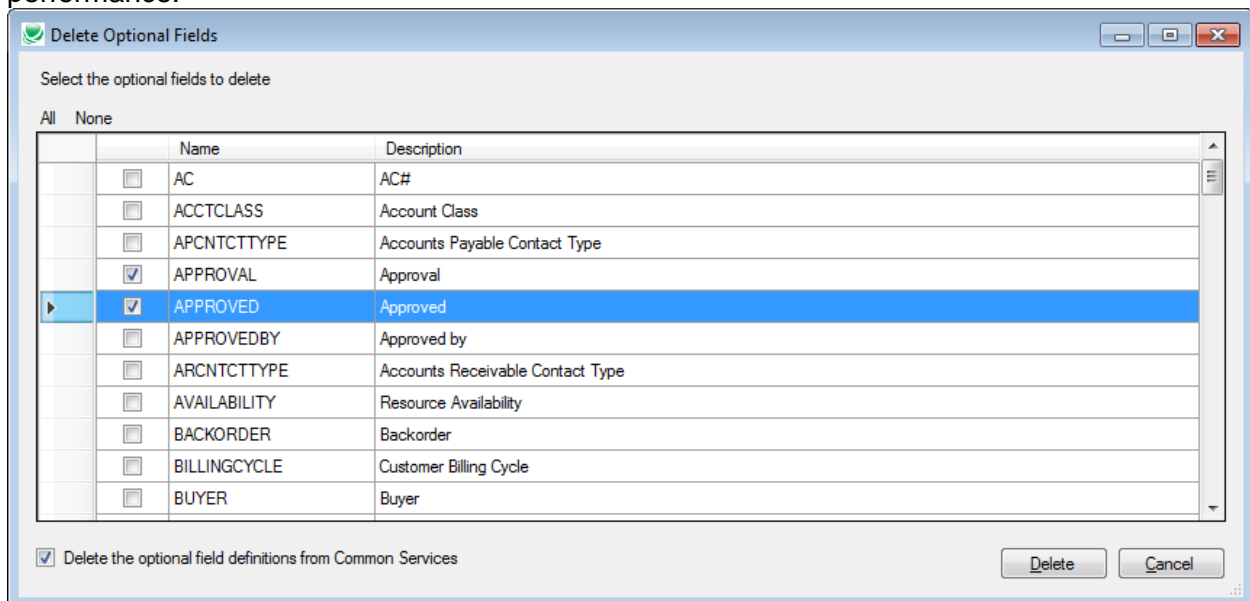 performance.
Delete Optional Fields
Select the optional fields to delete
All None
Name Description
AC AC#
ACCTCLASS Account Class
APCNTCTTYPE Accounts Payable Contact Type
APPROVAL Approval
APPROVED Approved
APPROVEDBY Approved by
ARCNTCTTYPE Accounts Receivable Contact Type
AVAILABILITY Resource Availability
BACKORDER Backorder
BILLINGCYCLE Customer Billing Cycle
BUYER Buyer
Delete the optional field definitions from Common Services Delete Cancel